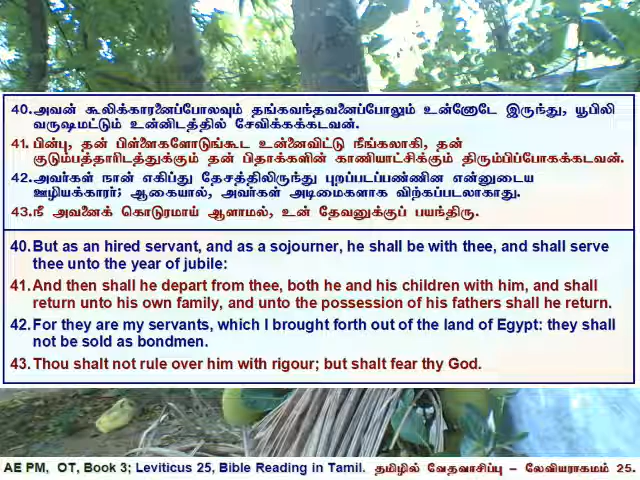 40.அவன் கூலிக்காரனைப்போலவும் தங்கவந்தவனைப்போலும் உன்னோடே இருந்து, யூபிலி
வருஷமட்டும் உன்னிடத்தில் சேவிக்கக்கடவன்.
41. பின்பு, தன் பிள்ளைகளோடுங்கூட உன்னைவிட்டு நீங்கலாகி, தன்
குடும்பத்தாரிடத்துக்கும் தன் பிதாக்களின் காணியாட்சிக்கும் திரும்பிப்போகக்கடவன்.
42.அவர்கள் நான் எகிப்து தேசத்திலிருந்து புறப்படப்பண்ணின என்னுடைய
ஊழியக்காரர்; ஆகையால், அவர்கள் அடிமைகளாக விற்கப்படலாகாது.
43.நீ அவனைக் கொடூரமாய் ஆளாமல், உன் தேவனுக்குப் பயந்திரு.
40. But as an hired servant, and as a sojourner, he shall be with thee, and shall serve
thee unto the year of jubile:
41. And then shall he depart from thee, both he and his children with him, and shall
return unto his own family, and unto the possession of his fathers shall he return.
42. For they are my servants, which I brought forth out of the land of Egypt: they shall
not be sold as bondmen.
43. Thou shalt not rule over him with rigour; but shalt fear thy God.
AE PM, OT, Book 3; Leviticus 25, Bible Reading in Tamil. தமிழில் வேதவாசிப்பு – லேவியராகமம் 25.